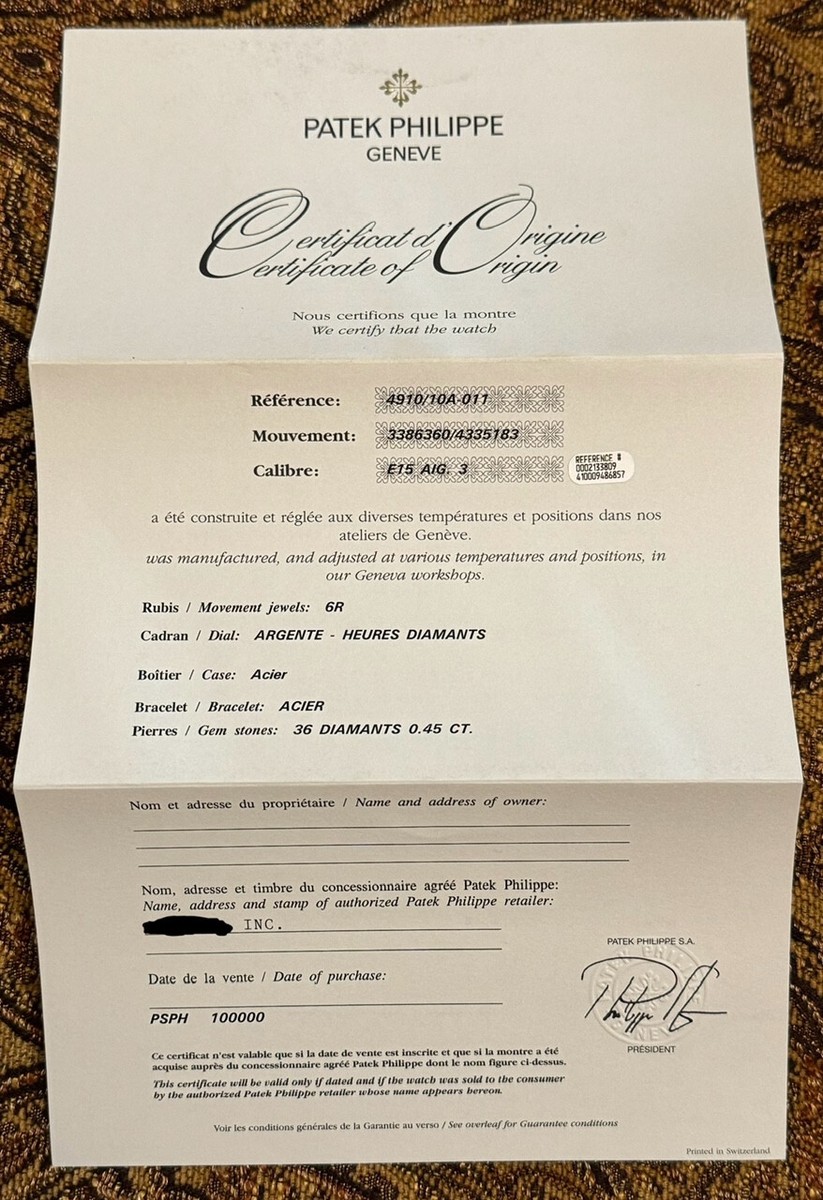 PATEK PHILIPPE
GENEVE
Certificat d'Origine
Certificate of Origin
Nous certifions que la montre
We certify that the watch
Référence: 4910/10A-011
Mouvement: 3386360/4335183
Calibre: E15 AIG. 3
REFERENCE #
0002133809
410009486857
a été construite et réglée aux diverses températures et positions dans nos
ateliers de Genève.
was manufactured, and adjusted at various temperatures and positions, in
our Geneva workshops.
Rubis / Movement jewels: 6R
Cadran / Dial: ARGENTE - HEURES DIAMANTS
Boîtier / Case: Acier
Bracelet / Bracelet: ACIER
Pierres / Gem stones: 36 DIAMANTS 0.45 CT.
Nom et adresse du propriétaire / Name and address of owner:
Nom, adresse et timbre du concessionnaire agréé Patek Philippe:
Name, address and stamp of authorized Patek Philippe retailer:
INC.
Date de la vente / Date of purchase:
PSPH 100000
PATEK PHILIPPE S.A.
PRÉSIDENT
Ce certificat n'est valable que si la date de vente est inscrite et que si la montre a été
acquise auprès du concessionnaire agréé Patek Philippe dont le nom figure ci-dessus.
This certificate will be valid only if dated and if the watch was sold to the consumer
by the authorized Patek Philippe retailer whose name appears hereon.
Voir les conditions générales de la Garantie au verso / See overleaf for Guarantee conditions
Printed in Switzerland